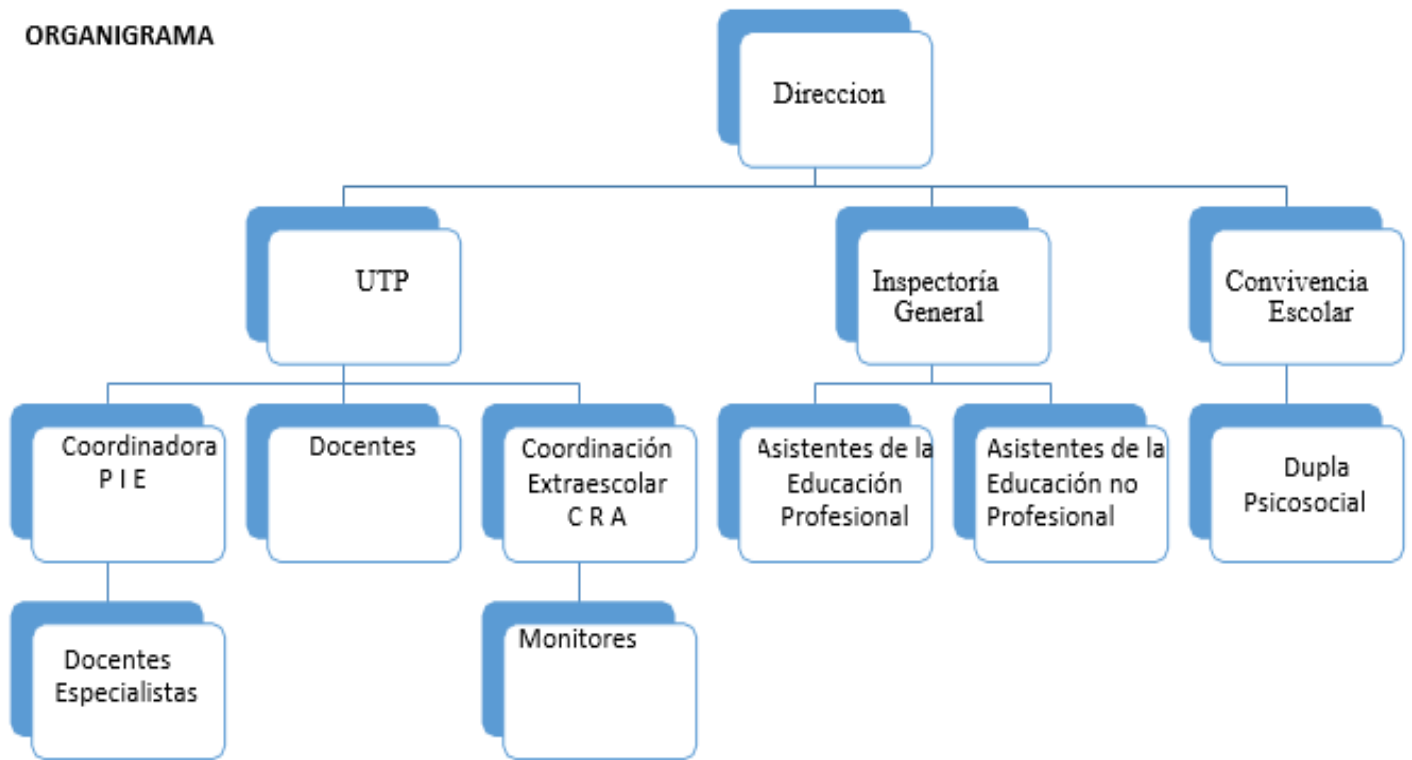 ORGANIGRAMA
Direccion
UTP
Inspectoría
General
Convivencia
Escolar
Coordinadora
P I E
Docentes
Coordinación
Extraescolar
C R A
Asistentes de la
Educación
Profesional
Asistentes de la
Educación no
Profesional
Dupla
Psicosocial
Docentes
Especialistas
Monitores